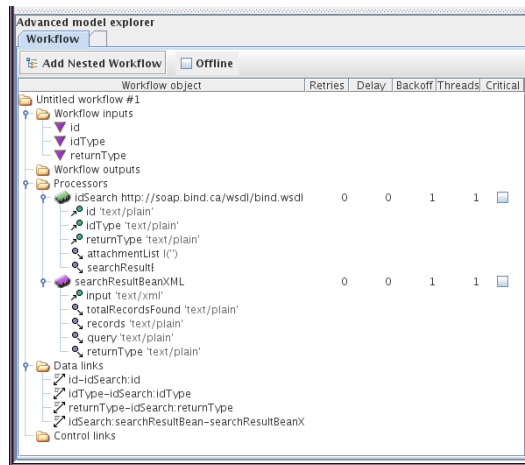 Advanced model explorer
Workflow
Add Nested Workflow Offline
Workflow object Retries Delay Backoff Threads Critical
Untitled workflow #1
Workflow inputs
id
idType
returnType
Workflow outputs
Processors
idSearch http://soap.bind.ca/wsdl/bind.wsdl 0 0 1 1
id 'text/plain'
idType 'text/plain'
returnType 'text/plain'
attachmentList l('')
searchResultB
searchResultBeanXML 0 0 1 1
input 'text/xml'
totalRecordsFound 'text/plain'
records 'text/plain'
query 'text/plain'
returnType 'text/plain'
Data links
id-idSearch:id
idType-idSearch:idType
returnType-idSearch:returnType
idSearch:searchResultBean-searchResultBeanX
Control links